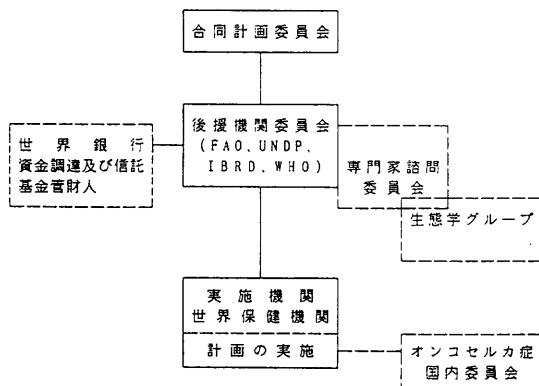 合同計画委員会
後援機関委員会
(FAO、UNDP、
IBRD、WHO)
世界銀行
資金調達及び信託
基金管財人
専門家諮問
委員会
生態学グループ
実施機関
世界保健機関
計画の実施
オンコセルカ症
国内委員会